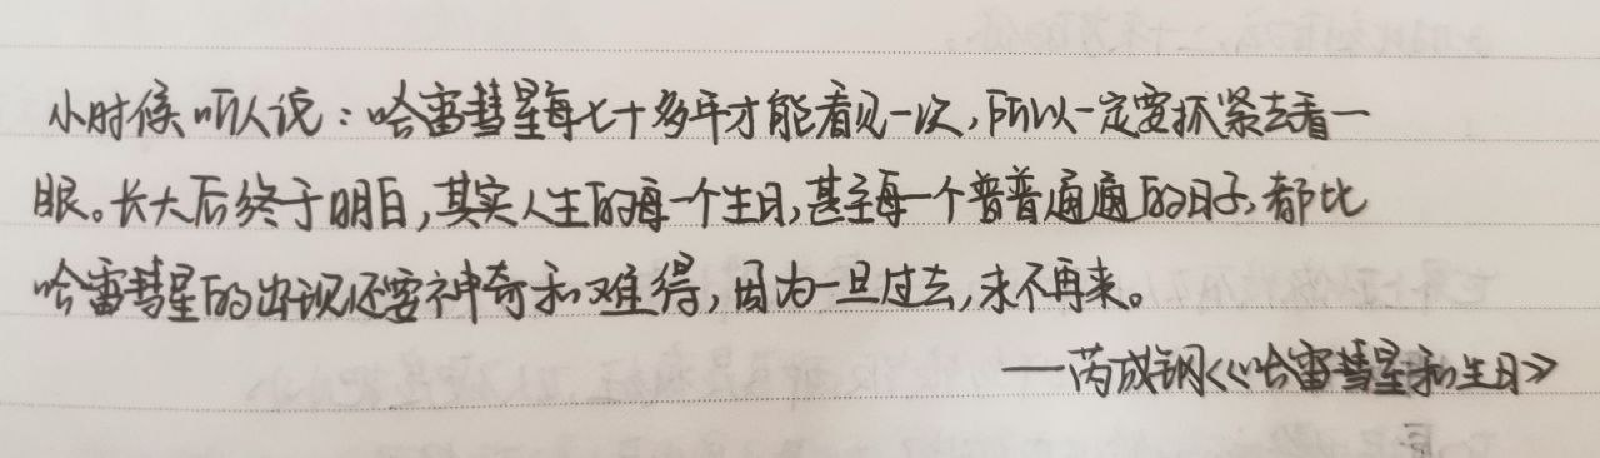 小时候听人说：哈雷彗星每七十多年才能看见一次，所以一定要抓紧去看一
眼。长大后终于明白，其实人生的每一个生日，甚至每一个普普通通的日子，都比
哈雷彗星的出现还要神奇和难得，因为一旦过去，永不再来。
——芮成钢《哈雷彗星和生日》